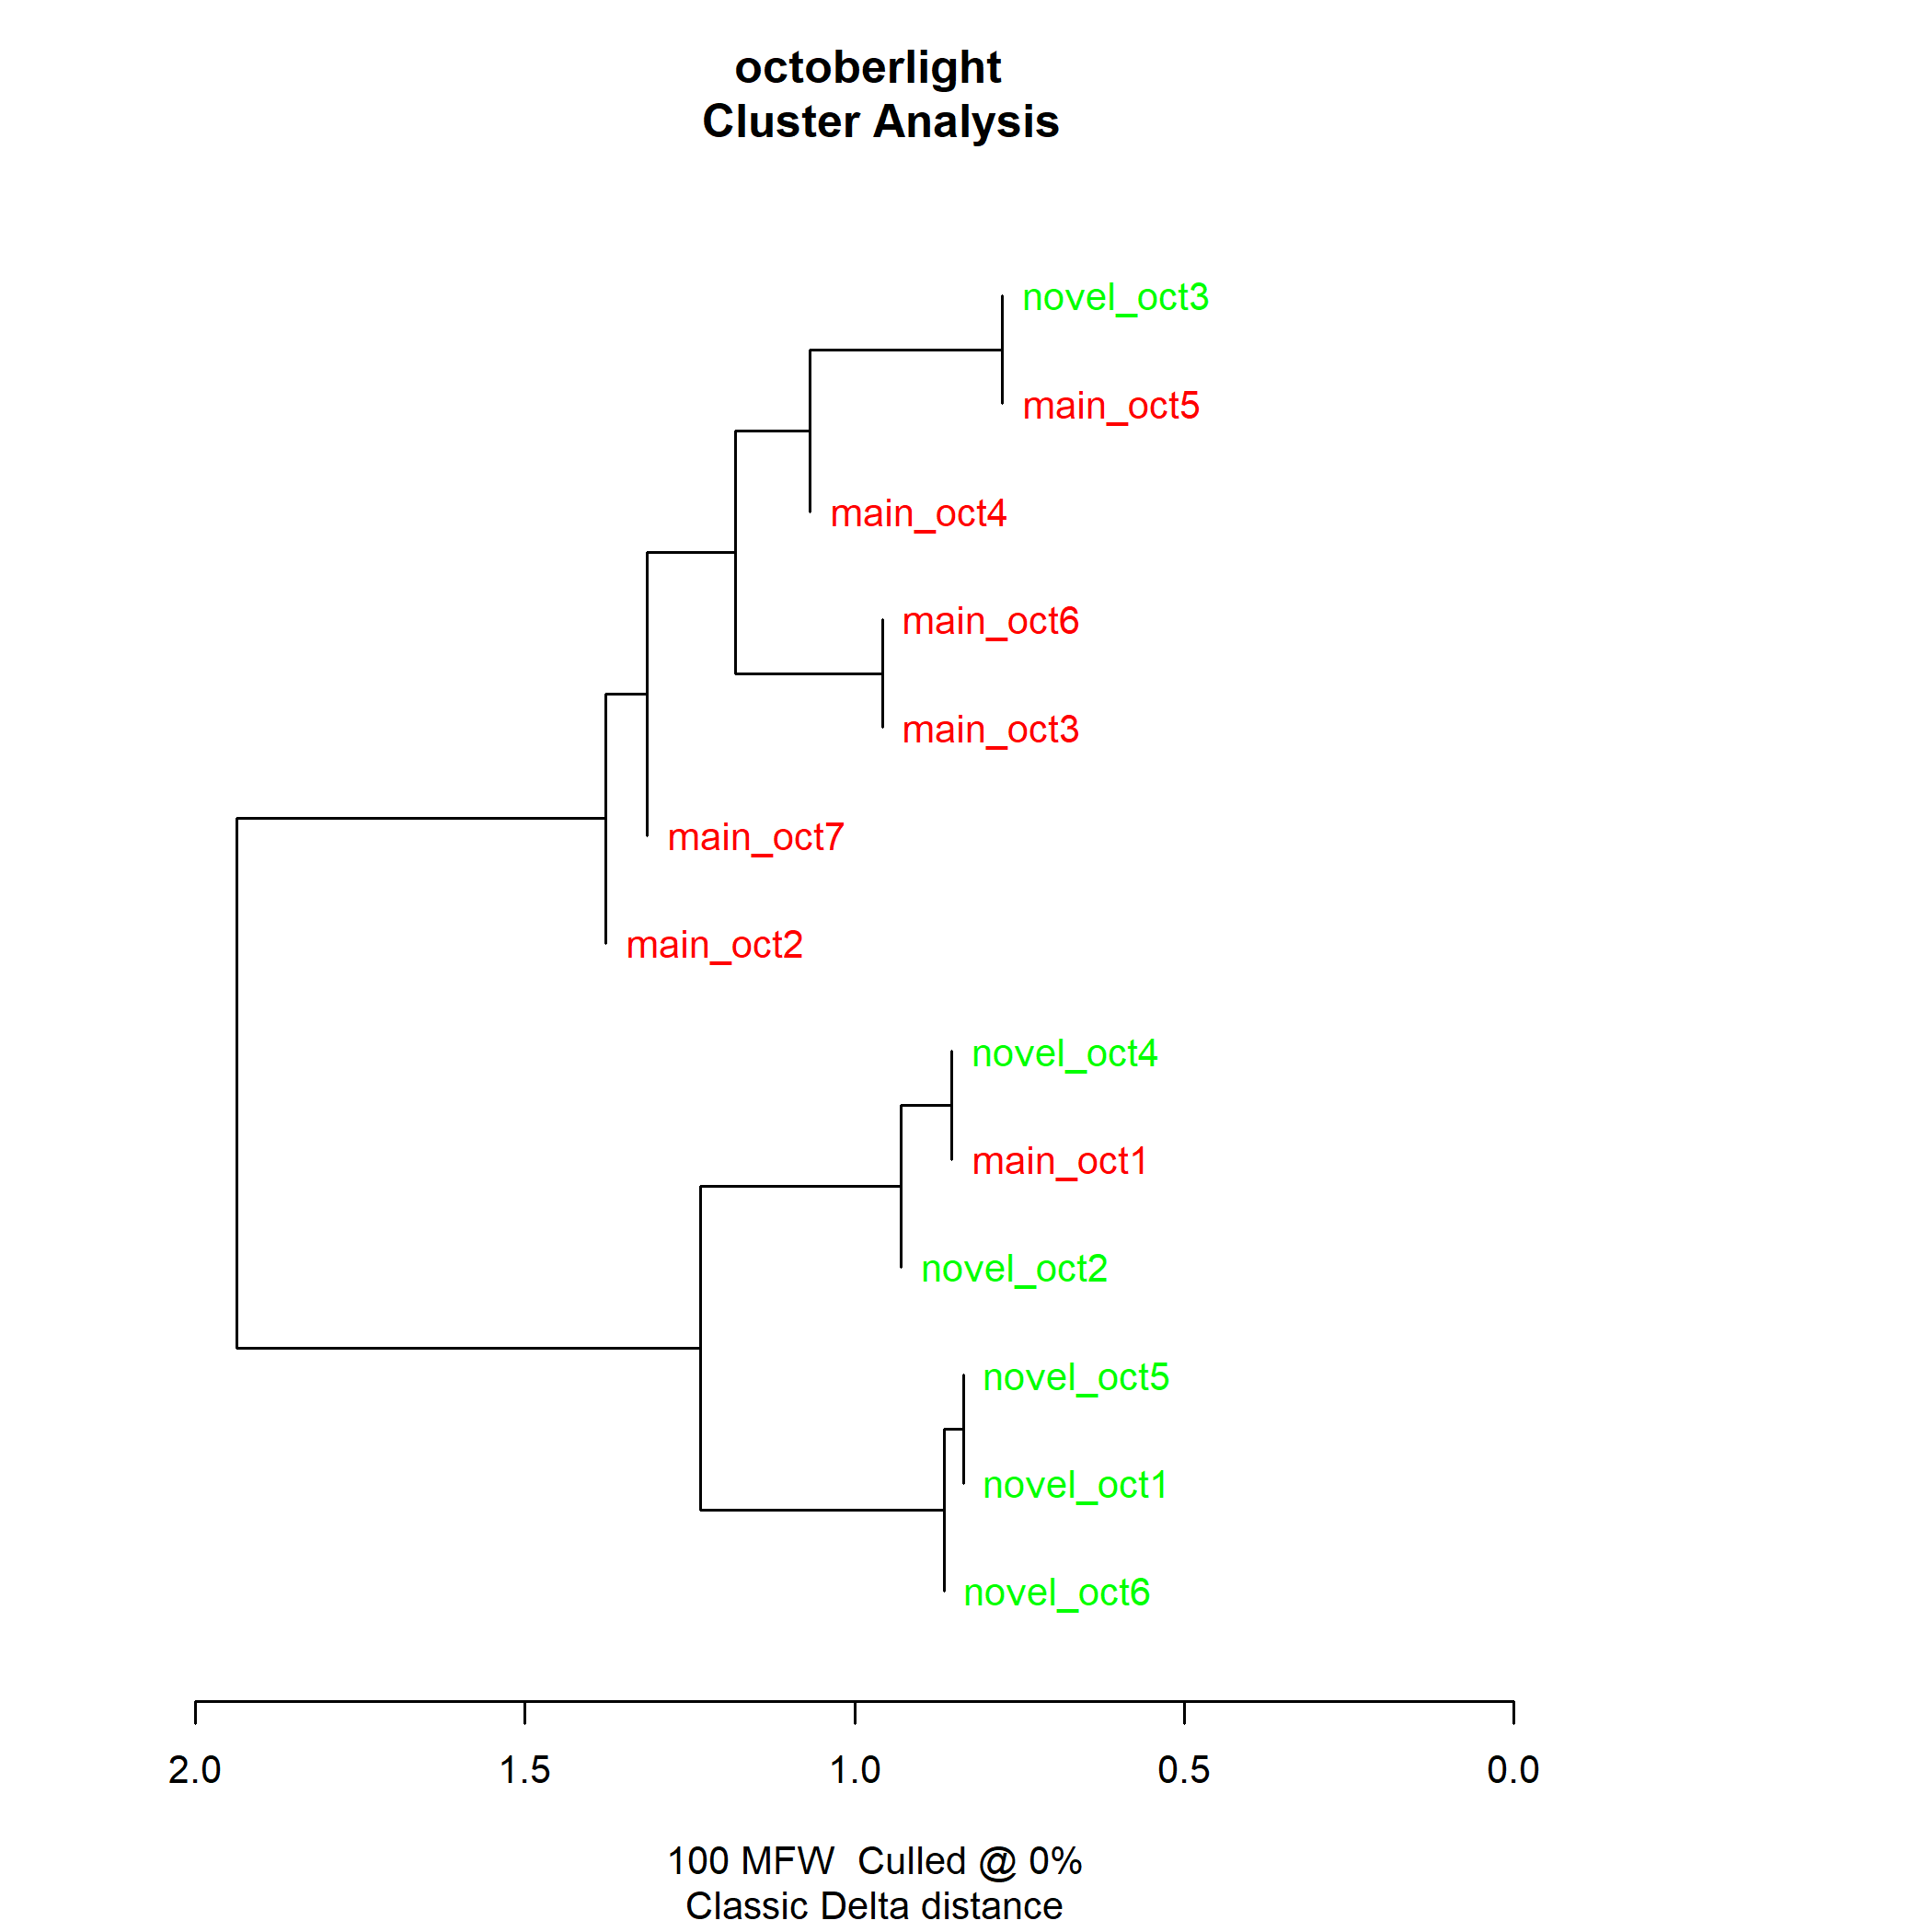 octoberlight
Cluster Analysis
novel_oct3
main_oct5
main_oct4
main_oct6
main_oct3
main_oct7
main_oct2
novel_oct4
main_oct1
novel_oct2
novel_oct5
novel_oct1
novel_oct6
2.0 1.5 1.0 0.5 0.0
100 MFW  Culled @ 0%
Classic Delta distance